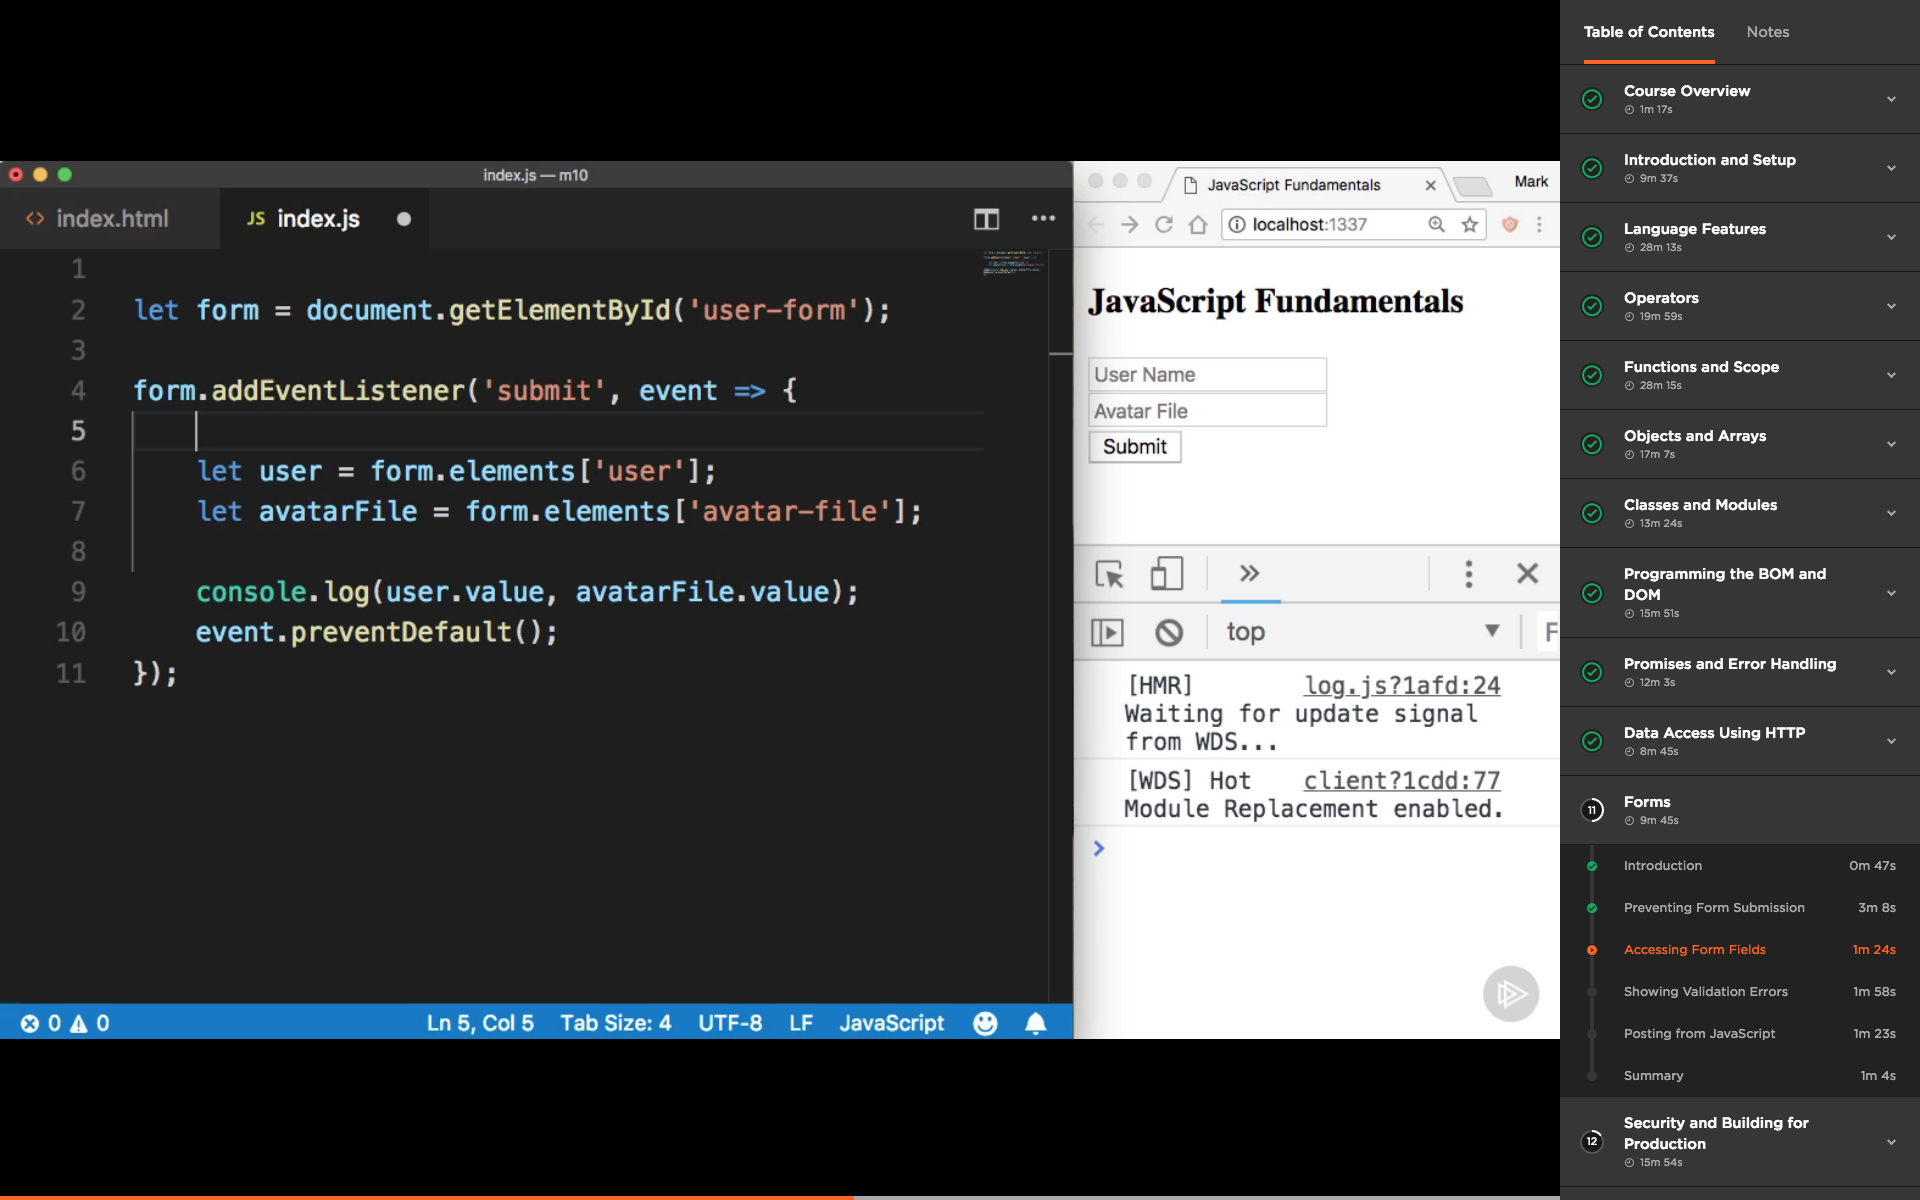 index.js — m10
index.html
JS index.js
1
2 let form = document.getElementById('user-form');
3
4 form.addEventListener('submit', event => {
5
6 let user = form.elements['user'];
7 let avatarFile = form.elements['avatar-file'];
8
9 console.log(user.value, avatarFile.value);
10 event.preventDefault();
11 });
0 0
Ln 5, Col 5 Tab Size: 4 UTF-8 LF JavaScript
JavaScript Fundamentals
Mark
localhost:1337
JavaScript Fundamentals
User Name
Avatar File
Submit
top
F
[HMR] log.js?1afd:24
Waiting for update signal
from WDS...
[WDS] Hot client?1cdd:77
Module Replacement enabled.
Table of Contents Notes
Course Overview
1m 17s
Introduction and Setup
9m 37s
Language Features
28m 13s
Operators
19m 59s
Functions and Scope
28m 15s
Objects and Arrays
17m 7s
Classes and Modules
13m 24s
Programming the BOM and
DOM
15m 51s
Promises and Error Handling
12m 3s
Data Access Using HTTP
8m 45s
11 Forms
9m 45s
Introduction 0m 47s
Preventing Form Submission 3m 8s
Accessing Form Fields 1m 24s
Showing Validation Errors 1m 58s
Posting from JavaScript 1m 23s
Summary 1m 4s
12 Security and Building for
Production
15m 54s